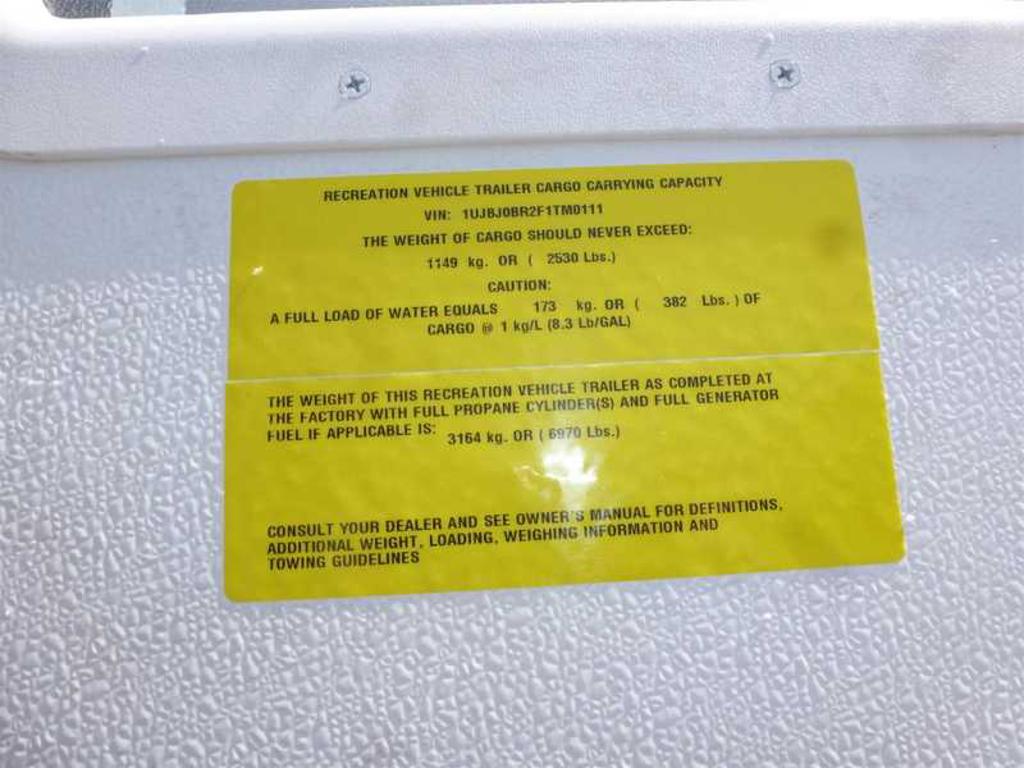 RECREATION VEHICLE TRAILER CARGO CARRYING CAPACITY
VIN: 1UJBJ0BR2F1TM0111
THE WEIGHT OF CARGO SHOULD NEVER EXCEED:
1149 kg. OR ( 2530 Lbs.)
CAUTION:
A FULL LOAD OF WATER EQUALS 173 kg. OR ( 382 Lbs. ) OF
CARGO @ 1 kg/L (8.3 Lb/GAL)
THE WEIGHT OF THIS RECREATION VEHICLE TRAILER AS COMPLETED AT
THE FACTORY WITH FULL PROPANE CYLINDER(S) AND FULL GENERATOR
FUEL IF APPLICABLE IS: 3164 kg. OR ( 6970 Lbs.)
CONSULT YOUR DEALER AND SEE OWNER'S MANUAL FOR DEFINITIONS,
ADDITIONAL WEIGHT, LOADING, WEIGHING INFORMATION AND
TOWING GUIDELINES